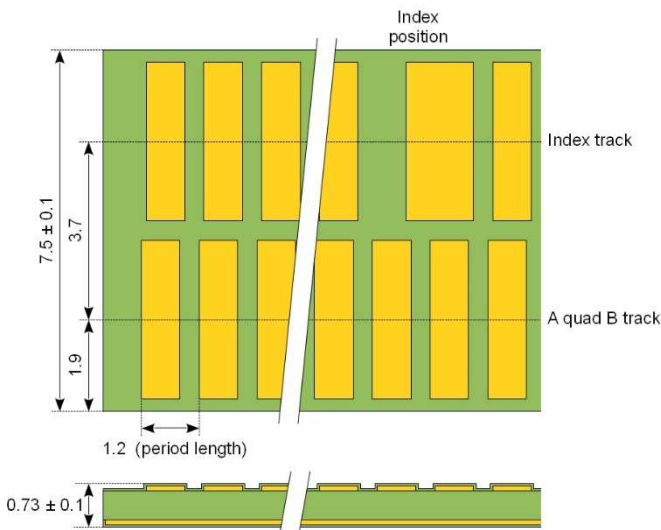 Index
position
Index track
7.5 ± 0.1
3.7
A quad B track
1.9
1.2 (period length)
0.73 ± 0.1